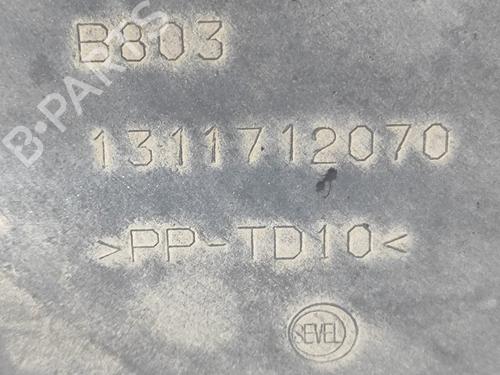 B803
B-PARTS
1311712070
>PP-TD10<
SEVEL